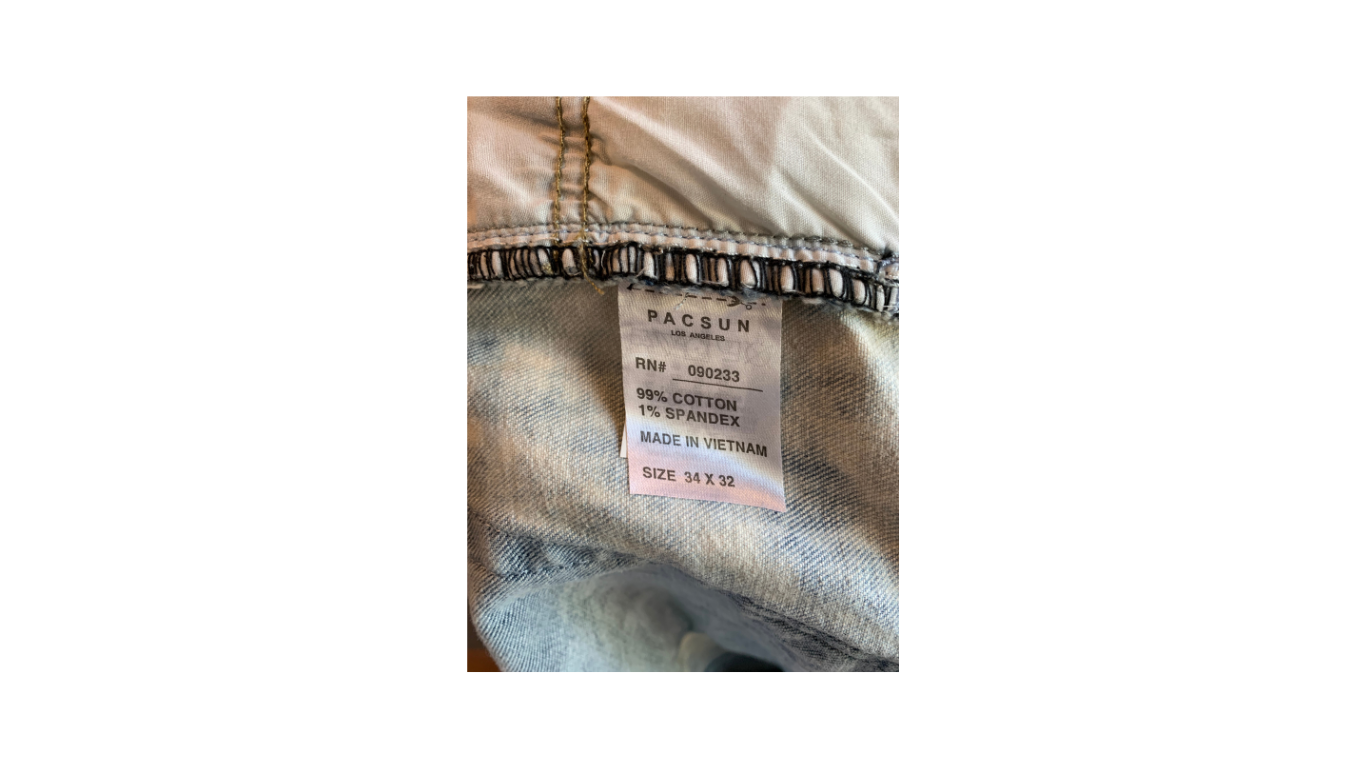 PACSUN
LOS ANGELES
RN# 090233
99% COTTON
1% SPANDEX
MADE IN VIETNAM
SIZE 34 X 32